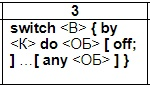 3
switch <В> { by
<К> do <ОБ> [ off;
] …[ any <ОБ> ] }